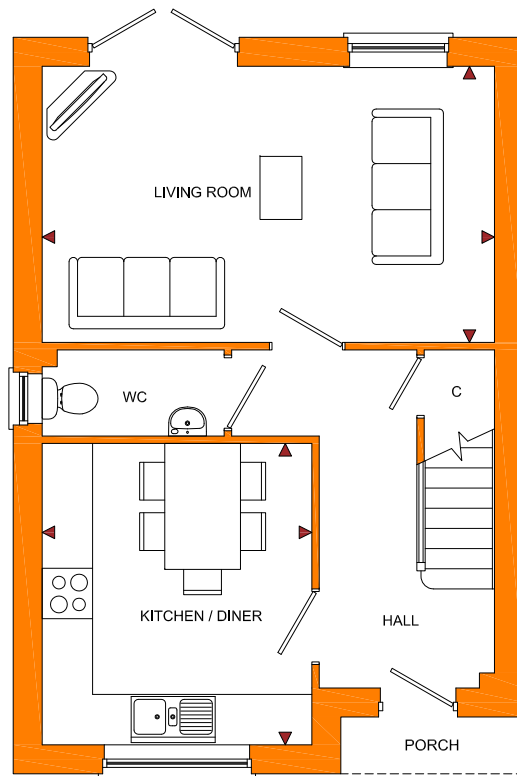 LIVING ROOM
WC
C
KITCHEN / DINER
HALL
PORCH